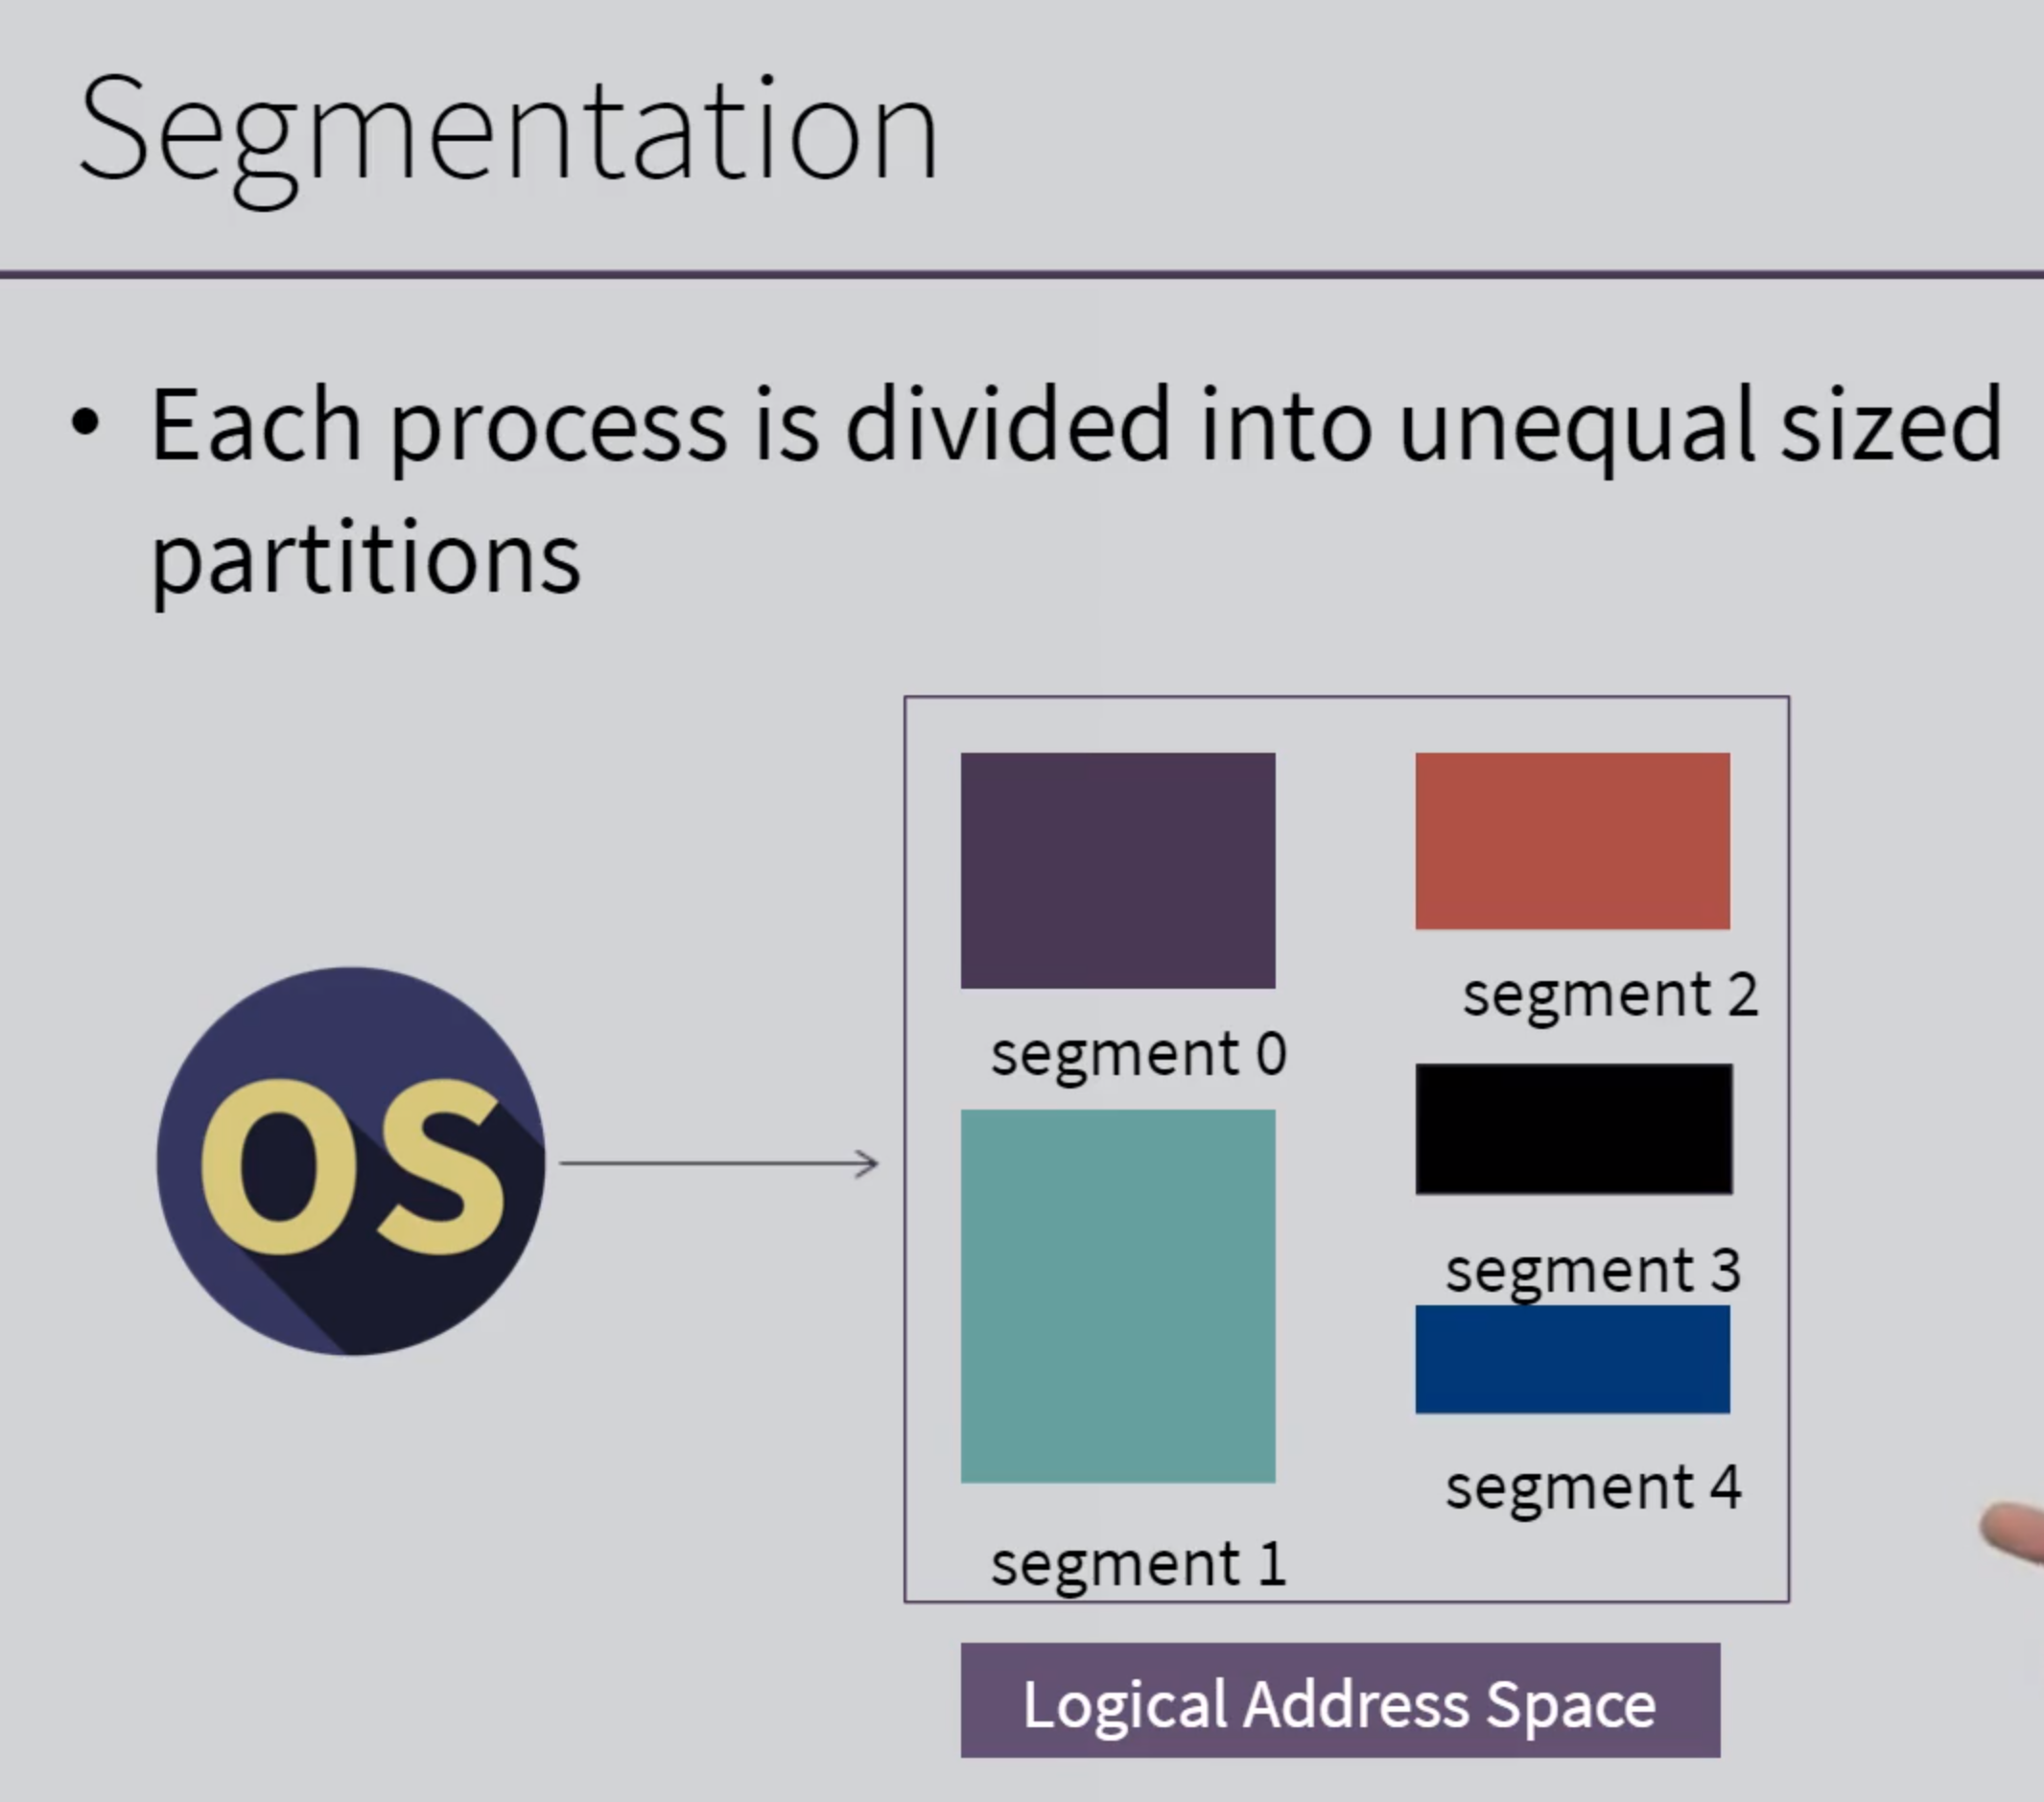 Segmentation
• Each process is divided into unequal sized
partitions
OS
segment 0
segment 1
segment 2
segment 3
segment 4
Logical Address Space